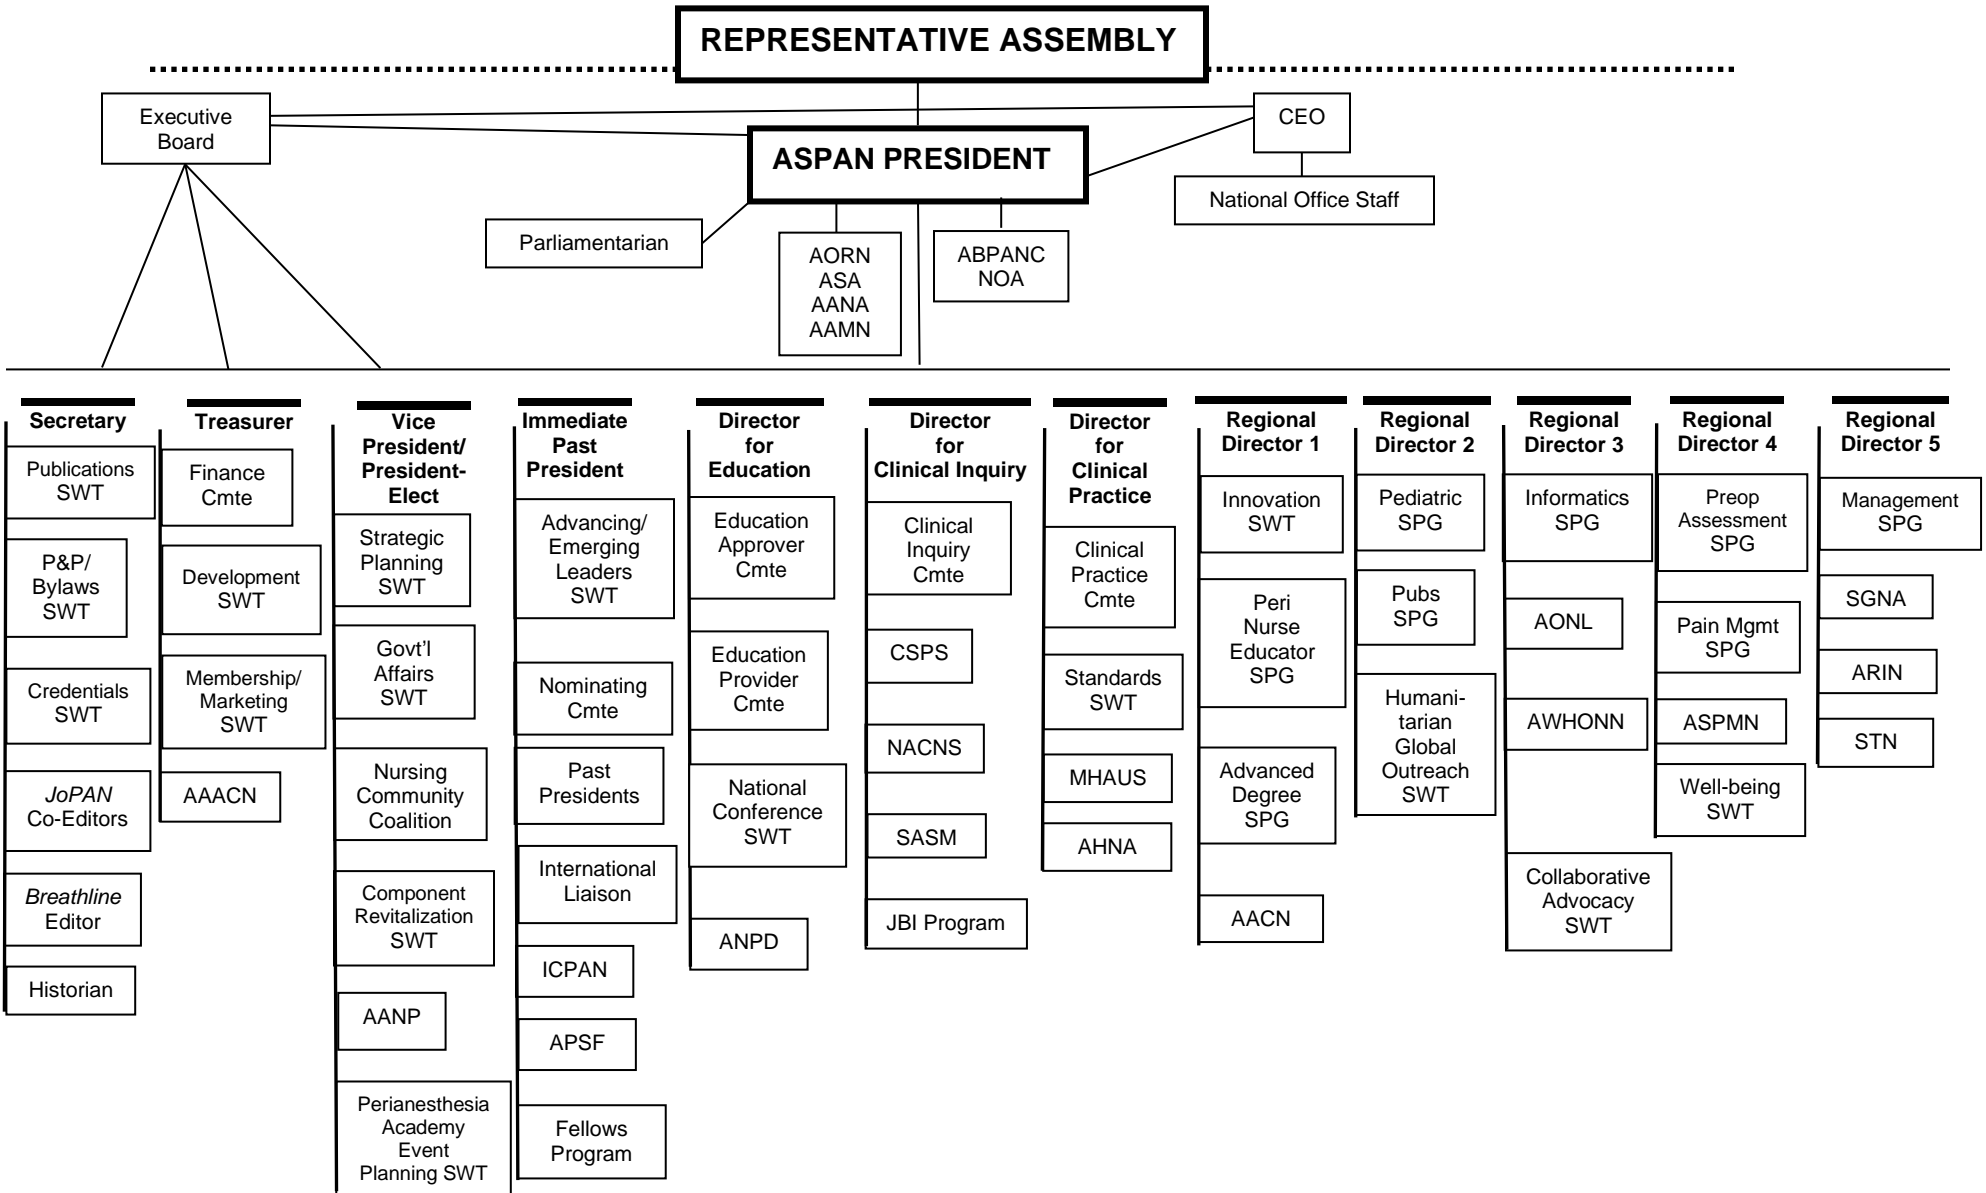 REPRESENTATIVE ASSEMBLY
Executive
Board
CEO
ASPAN PRESIDENT
National Office Staff
Parliamentarian
AORN
ASA
AANA
AAMN
ABPANC
NOA
Secretary
Publications
SWT
P&P/
Bylaws
SWT
Credentials
SWT
JoPAN
Co-Editors
Breathline
Editor
Historian
Treasurer
Finance
Cmte
Development
SWT
Membership/
Marketing
SWT
AAACN
Vice
President/
President-
Elect
Strategic
Planning
SWT
Govt’l
Affairs
SWT
Nursing
Community
Coalition
Component
Revitalization
SWT
AANP
Perianesthesia
Academy
Event
Planning SWT
Immediate
Past
President
Advancing/
Emerging
Leaders
SWT
Nominating
Cmte
Past
Presidents
International
Liaison
ICPAN
APSF
Fellows
Program
Director
for
Education
Education
Approver
Cmte
Education
Provider
Cmte
National
Conference
SWT
ANPD
Director
for
Clinical Inquiry
Clinical
Inquiry
Cmte
CSPS
NACNS
SASM
JBI Program
Director
for
Clinical
Practice
Clinical
Practice
Cmte
Standards
SWT
MHAUS
AHNA
Regional
Director 1
Innovation
SWT
Peri
Nurse
Educator
SPG
Advanced
Degree
SPG
AACN
Regional
Director 2
Pediatric
SPG
Pubs
SPG
Humani-
tarian
Global
Outreach
SWT
Regional
Director 3
Informatics
SPG
AONL
AWHONN
Collaborative
Advocacy
SWT
Regional
Director 4
Preop
Assessment
SPG
Pain Mgmt
SPG
ASPMN
Well-being
SWT
Regional
Director 5
Management
SPG
SGNA
ARIN
STN